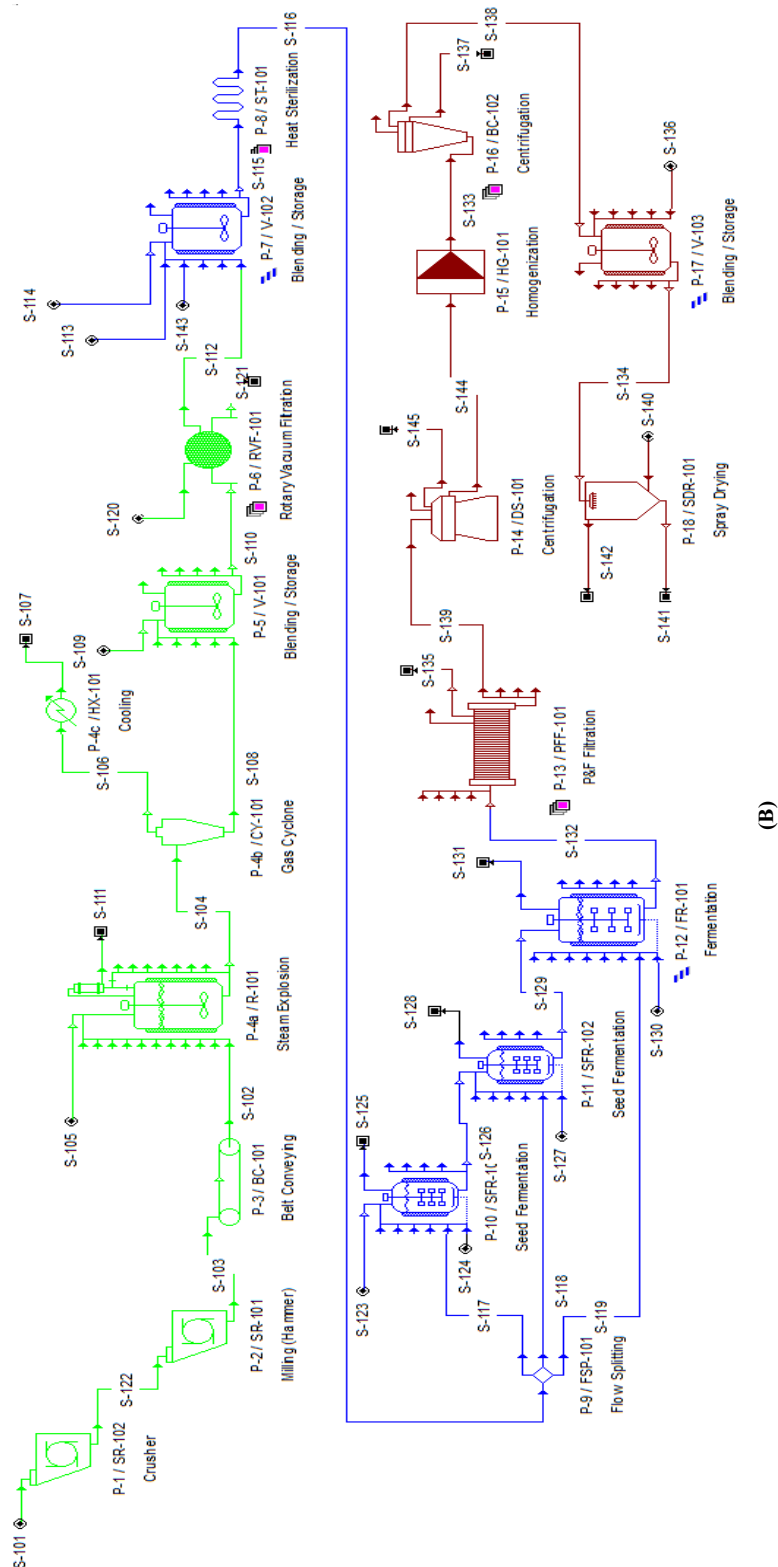 S-101
P-1 / SR-102
Crusher
S-122
P-2 / SR-101
Milling (Hammer)
S-103
P-3 / BC-101
Belt Conveying
S-102
S-105
S-111
P-4a / R-101
Steam Explosion
S-104
P-4b / CY-101
Gas Cyclone
S-106
S-107
P-4c / HX-101
Cooling
S-108
S-109
P-5 / V-101
Blending / Storage
S-110
S-120
P-6 / RVF-101
Rotary Vacuum Filtration
S-121
S-112
S-113
S-114
S-143
P-7 / V-102
Blending / Storage
S-115
P-8 / ST-101
Heat Sterilization
S-116
P-9 / FSP-101
Flow Splitting
S-117
S-118
S-119
S-123
S-124
S-125
P-10 / SFR-10
Seed Fermentation
S-126
S-127
S-128
P-11 / SFR-102
Seed Fermentation
S-129
S-130
S-131
P-12 / FR-101
Fermentation
S-132
P-13 / PFF-101
P&F Filtration
S-135
S-139
P-14 / DS-101
Centrifugation
S-145
S-144
P-15 / HG-101
Homogenization
S-133
P-16 / BC-102
Centrifugation
S-137
S-138
S-136
P-17 / V-103
Blending / Storage
S-134
S-140
P-18 / SDR-101
Spray Drying
S-142
S-141
(B)